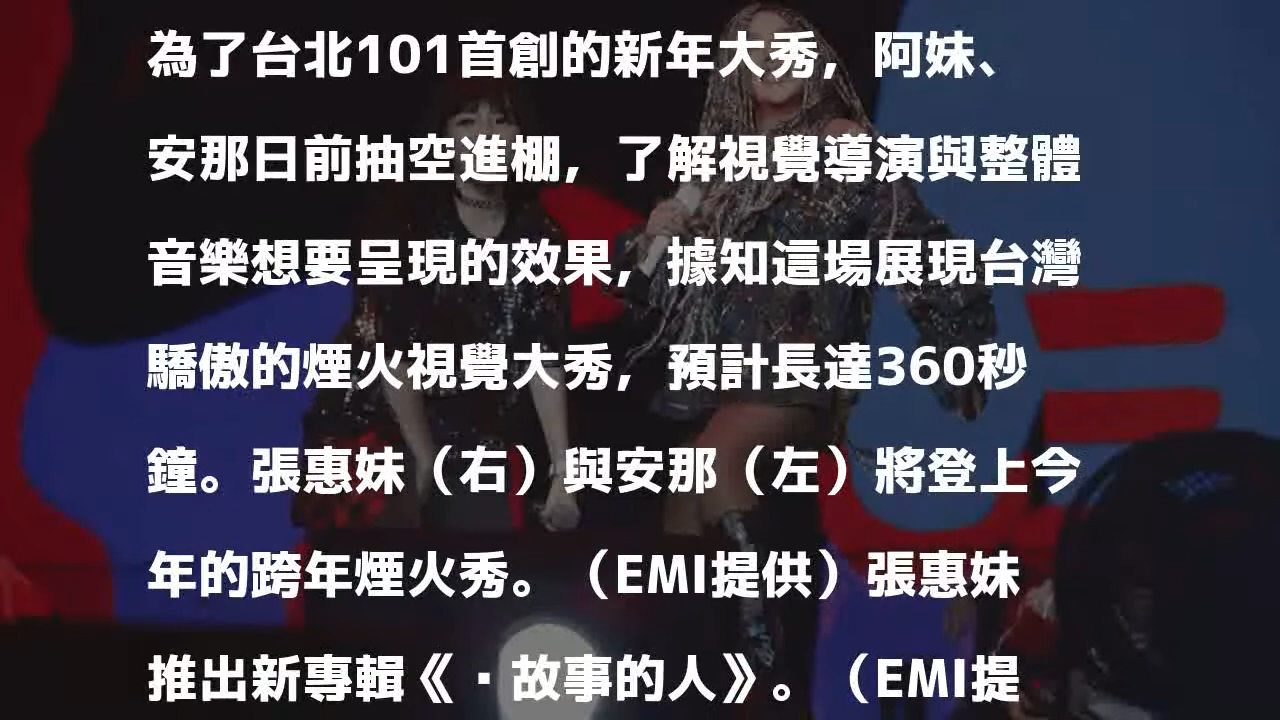 為了台北101首創的新年大秀，阿妹、
安那日前抽空進棚，了解視覺導演與整體
音樂想要呈現的效果，據知這場展現台灣
驕傲的煙火視覺大秀，預計長達360秒
鐘。張惠妹（右）與安那（左）將登上今
年的跨年煙火秀。（EMI提供）張惠妹
推出新專輯《·故事的人》。（EMI提